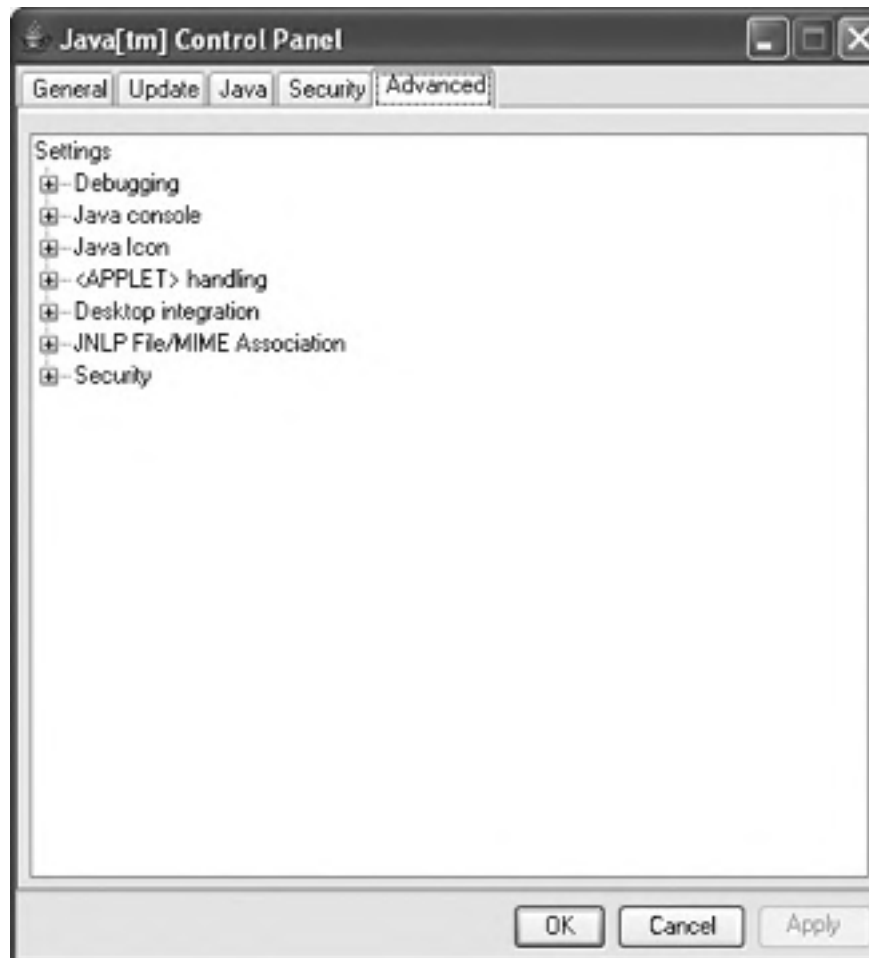 Java[tm] Control Panel
General Update Java Security Advanced
Settings
Debugging
Java console
Java Icon
<APPLET> handling
Desktop integration
JNLP File/MIME Association
Security
OK Cancel Apply